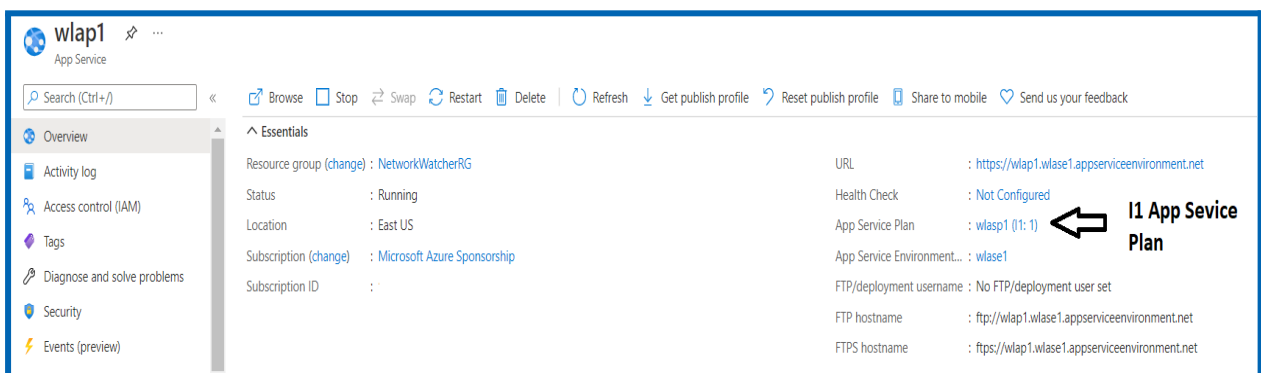 wlap1 ...
App Service
Search (Ctrl+/)
«
Browse Stop Swap Restart Delete Refresh Get publish profile Reset publish profile Share to mobile Send us your feedback
Overview
Activity log
Access control (IAM)
Tags
Diagnose and solve problems
Security
Events (preview)
Essentials
Resource group (change) : NetworkWatcherRG
Status : Running
Location : East US
Subscription (change) : Microsoft Azure Sponsorship
Subscription ID :
URL : https://wlap1.wlase1.appserviceenvironment.net
Health Check : Not Configured
App Service Plan : wlasp1 (I1: 1)
App Service Environment... : wlase1
FTP/deployment username : No FTP/deployment user set
FTP hostname : ftp://wlap1.wlase1.appserviceenvironment.net
FTPS hostname : ftps://wlap1.wlase1.appserviceenvironment.net
I1 App Sevice
Plan